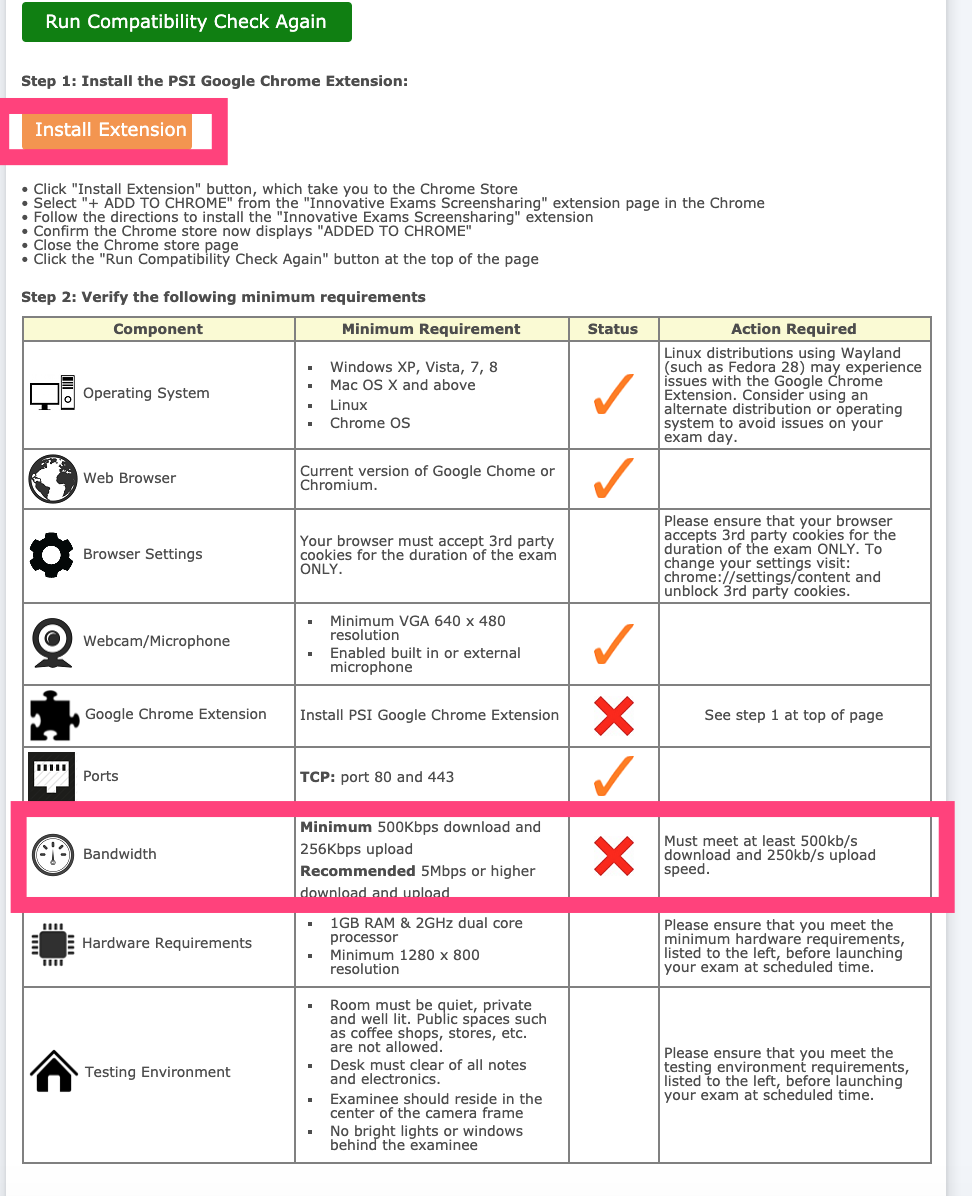 Run Compatibility Check Again
Step 1: Install the PSI Google Chrome Extension:
Install Extension
• Click "Install Extension" button, which take you to the Chrome Store
• Select "+ ADD TO CHROME" from the "Innovative Exams Screensharing" extension page in the Chrome
• Follow the directions to install the "Innovative Exams Screensharing" extension
• Confirm the Chrome store now displays "ADDED TO CHROME"
• Close the Chrome store page
• Click the "Run Compatibility Check Again" button at the top of the page
Step 2: Verify the following minimum requirements
Component Minimum Requirement Status Action Required
Operating System
▪ Windows XP, Vista, 7, 8
▪ Mac OS X and above
▪ Linux
▪ Chrome OS
Linux distributions using Wayland
(such as Fedora 28) may experience
issues with the Google Chrome
Extension. Consider using an
alternate distribution or operating
system to avoid issues on your
exam day.
Web Browser
Current version of Google Chome or
Chromium.
Browser Settings
Your browser must accept 3rd party
cookies for the duration of the exam
ONLY.
Please ensure that your browser
accepts 3rd party cookies for the
duration of the exam ONLY. To
change your settings visit:
chrome://settings/content and
unblock 3rd party cookies.
Webcam/Microphone
▪ Minimum VGA 640 x 480
resolution
▪ Enabled built in or external
microphone
Google Chrome Extension
Install PSI Google Chrome Extension
See step 1 at top of page
Ports
TCP: port 80 and 443
Bandwidth
Minimum 500Kbps download and
256Kbps upload
Recommended 5Mbps or higher
download and upload
Must meet at least 500kb/s
download and 250kb/s upload
speed.
Hardware Requirements
▪ 1GB RAM & 2GHz dual core
processor
▪ Minimum 1280 x 800
resolution
Please ensure that you meet the
minimum hardware requirements,
listed to the left, before launching
your exam at scheduled time.
Testing Environment
▪ Room must be quiet, private
and well lit. Public spaces such
as coffee shops, stores, etc.
are not allowed.
▪ Desk must clear of all notes
and electronics.
▪ Examinee should reside in the
center of the camera frame
▪ No bright lights or windows
behind the examinee
Please ensure that you meet the
testing environment requirements,
listed to the left, before launching
your exam at scheduled time.